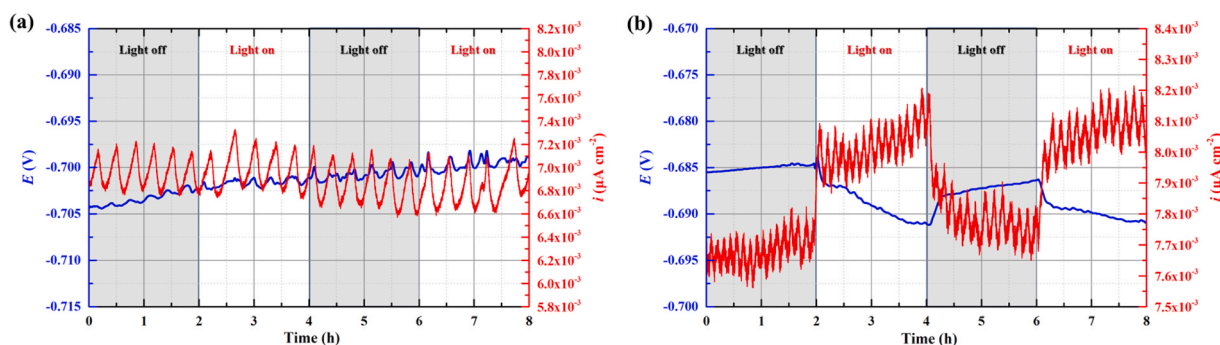 (a)
-0.685
-0.690
-0.695
-0.700
-0.705
-0.710
-0.715
E (V)
Light off
Light on
Light off
Light on
8.2x10⁻³
8.0x10⁻³
7.8x10⁻³
7.6x10⁻³
7.4x10⁻³
7.2x10⁻³
7.0x10⁻³
6.8x10⁻³
6.6x10⁻³
6.4x10⁻³
6.2x10⁻³
6.0x10⁻³
5.8x10⁻³
i (μA cm⁻²)
0 1 2 3 4 5 6 7 8
Time (h)
(b)
-0.670
-0.675
-0.680
-0.685
-0.690
-0.695
-0.700
E (V)
Light off
Light on
Light off
Light on
8.4x10⁻³
8.3x10⁻³
8.2x10⁻³
8.1x10⁻³
8.0x10⁻³
7.9x10⁻³
7.8x10⁻³
7.7x10⁻³
7.6x10⁻³
7.5x10⁻³
i (μA cm⁻²)
0 1 2 3 4 5 6 7 8
Time (h)